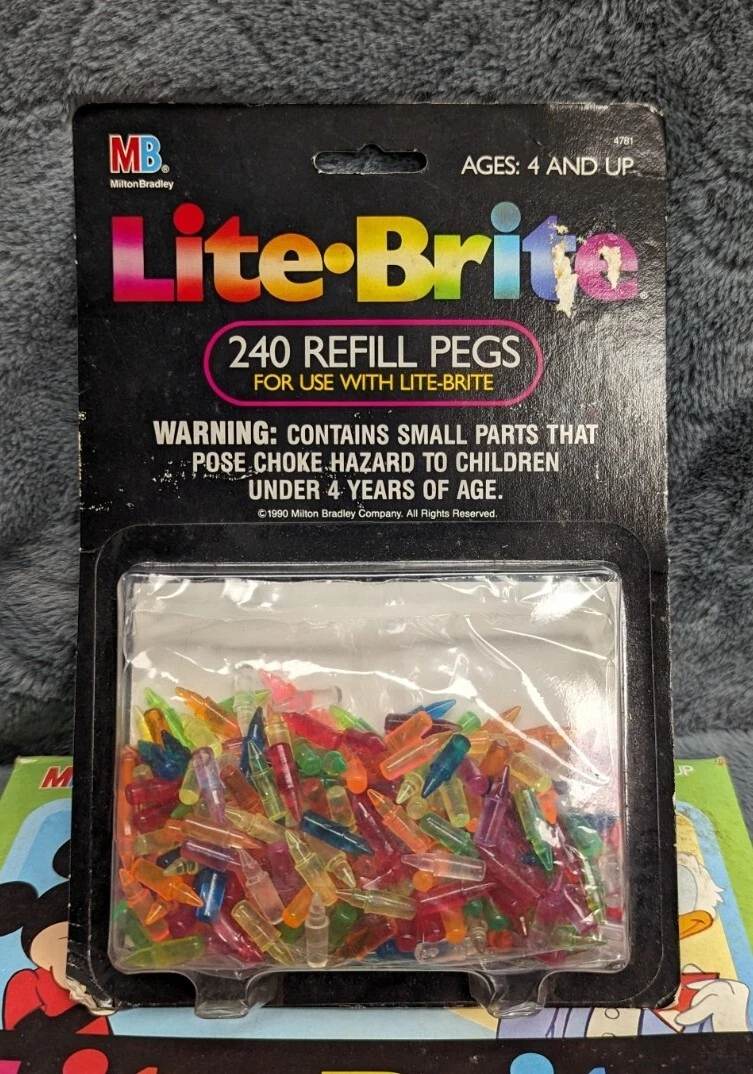 4781
MB®
MiltonBradley
AGES: 4 AND UP
Lite•Brite®
240 REFILL PEGS
FOR USE WITH LITE-BRITE
WARNING: CONTAINS SMALL PARTS THAT
POSE CHOKE HAZARD TO CHILDREN
UNDER 4 YEARS OF AGE.
©1990 Milton Bradley Company. All Rights Reserved.
M
UP